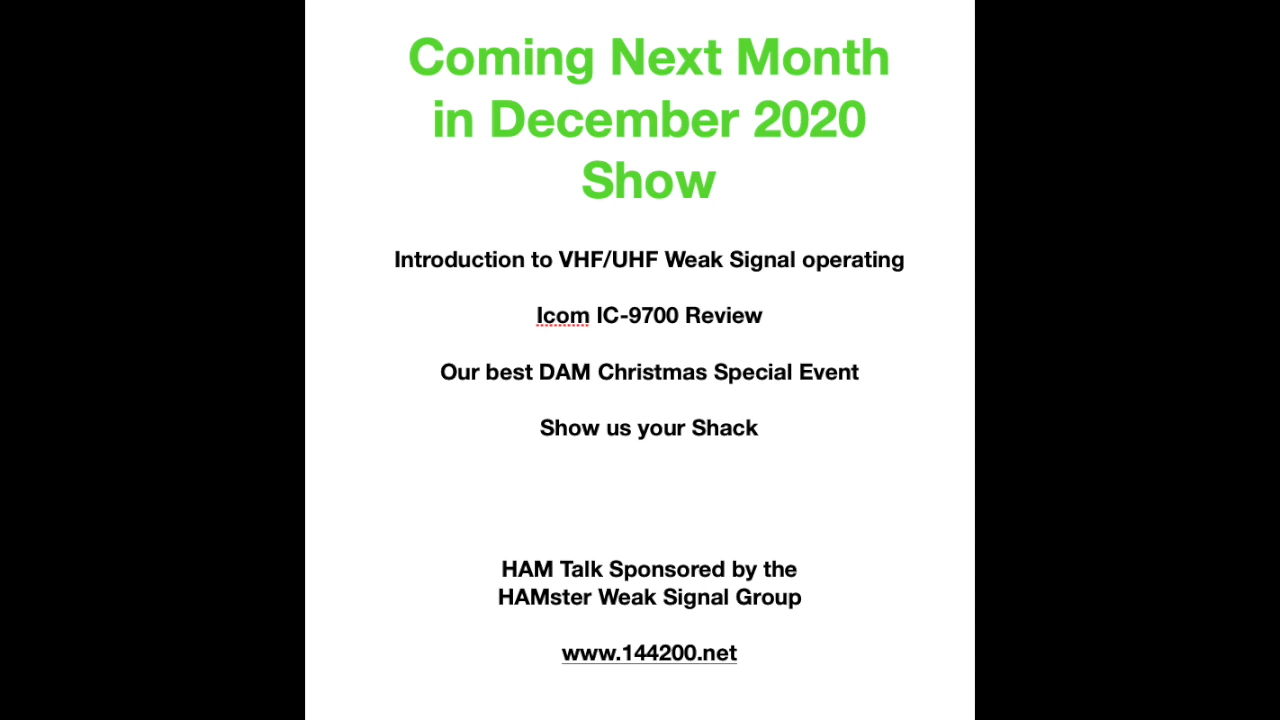 Coming Next Month
in December 2020
Show
Introduction to VHF/UHF Weak Signal operating
Icom IC-9700 Review
Our best DAM Christmas Special Event
Show us your Shack
HAM Talk Sponsored by the
HAMster Weak Signal Group
www.144200.net